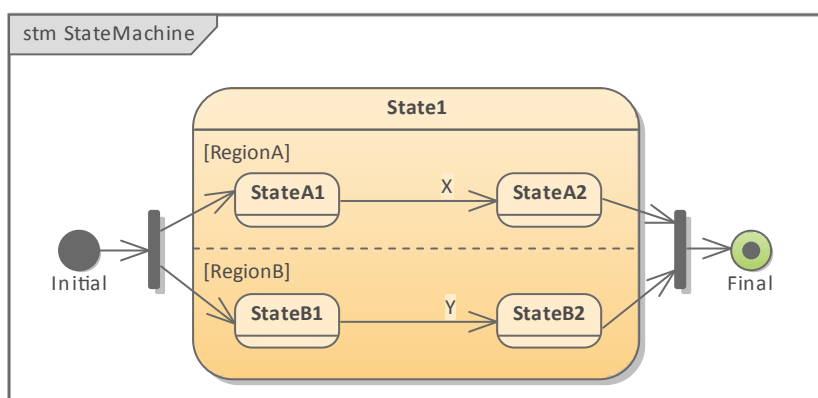 stm StateMachine
State1
[RegionA]
StateA1
X
StateA2
Initial
[RegionB]
StateB1
Y
StateB2
Final